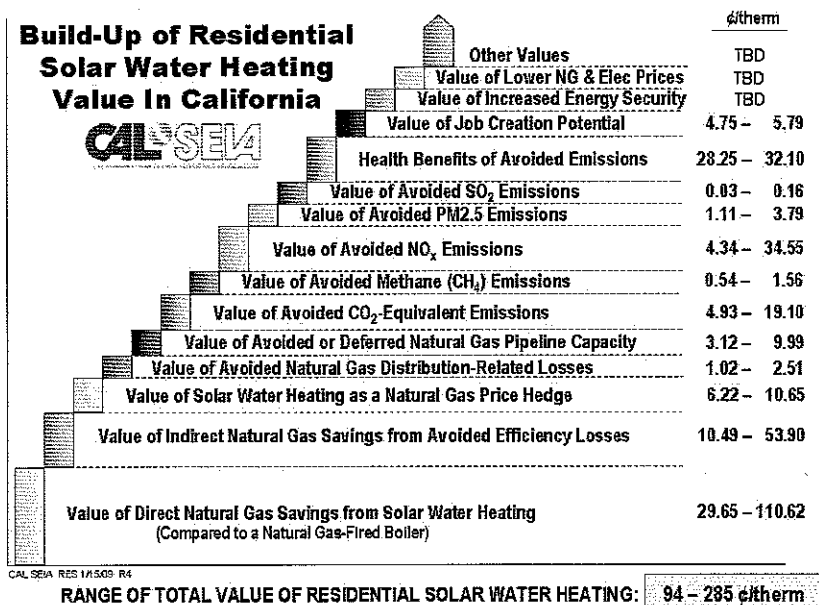 Build-Up of Residential
Solar Water Heating
Value In California
CAL SEIA
¢/therm
Other Values TBD
Value of Lower NG & Elec Prices TBD
Value of Increased Energy Security TBD
Value of Job Creation Potential 4.75 – 5.79
Health Benefits of Avoided Emissions 28.25 – 32.10
Value of Avoided SO₂ Emissions 0.03 – 0.16
Value of Avoided PM2.5 Emissions 1.11 – 3.79
Value of Avoided NOₓ Emissions 4.34 – 34.55
Value of Avoided Methane (CH₄) Emissions 0.54 – 1.56
Value of Avoided CO₂-Equivalent Emissions 4.93 – 19.10
Value of Avoided or Deferred Natural Gas Pipeline Capacity 3.12 – 9.99
Value of Avoided Natural Gas Distribution-Related Losses 1.02 – 2.51
Value of Solar Water Heating as a Natural Gas Price Hedge 6.22 – 10.65
Value of Indirect Natural Gas Savings from Avoided Efficiency Losses 10.49 – 53.90
Value of Direct Natural Gas Savings from Solar Water Heating 29.65 – 110.62
(Compared to a Natural Gas-Fired Boiler)
CAL SEIA RES 1/15/09 R4
RANGE OF TOTAL VALUE OF RESIDENTIAL SOLAR WATER HEATING: 94 – 285 ¢/therm